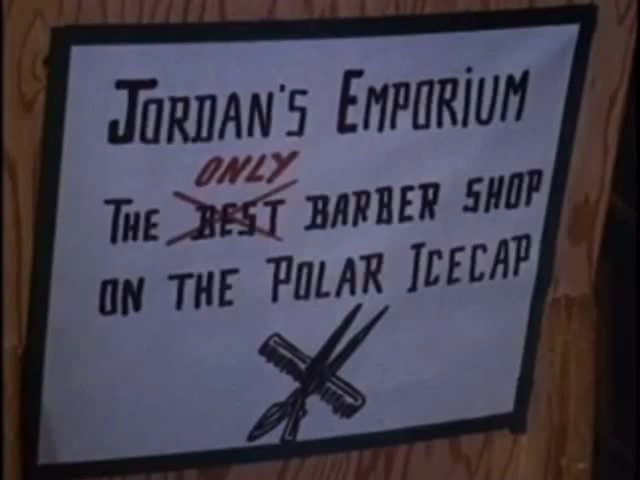 JORDAN'S EMPORIUM
ONLY
THE BEST BARBER SHOP
ON THE POLAR ICECAP